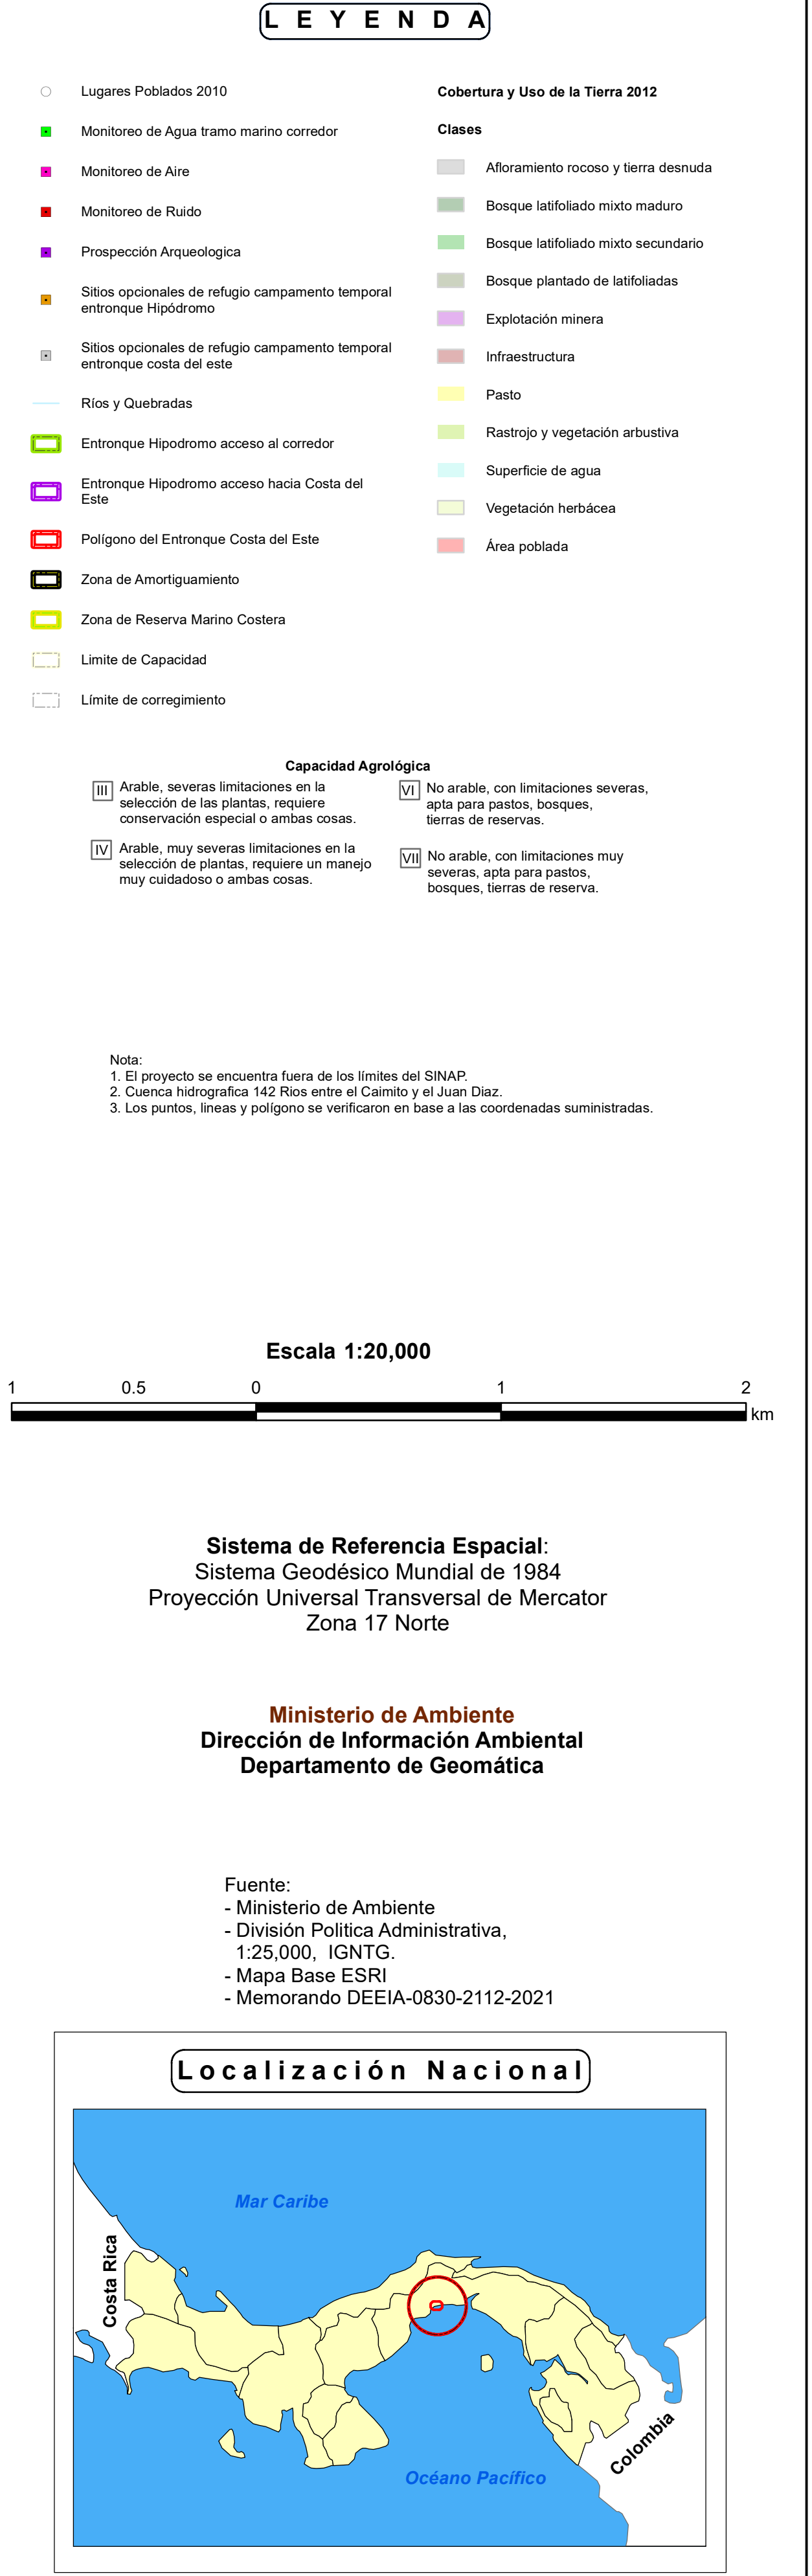 L E Y E N D A
Lugares Poblados 2010
Monitoreo de Agua tramo marino corredor
Monitoreo de Aire
Monitoreo de Ruido
Prospección Arqueologica
Sitios opcionales de refugio campamento temporal
entronque Hipódromo
Sitios opcionales de refugio campamento temporal
entronque costa del este
Ríos y Quebradas
Entronque Hipodromo acceso al corredor
Entronque Hipodromo acceso hacia Costa del
Este
Polígono del Entronque Costa del Este
Zona de Amortiguamiento
Zona de Reserva Marino Costera
Limite de Capacidad
Límite de corregimiento
Cobertura y Uso de la Tierra 2012
Clases
Afloramiento rocoso y tierra desnuda
Bosque latifoliado mixto maduro
Bosque latifoliado mixto secundario
Bosque plantado de latifoliadas
Explotación minera
Infraestructura
Pasto
Rastrojo y vegetación arbustiva
Superficie de agua
Vegetación herbácea
Área poblada
Capacidad Agrológica
III Arable, severas limitaciones en la
selección de las plantas, requiere
conservación especial o ambas cosas.
IV Arable, muy severas limitaciones en la
selección de plantas, requiere un manejo
muy cuidadoso o ambas cosas.
VI No arable, con limitaciones severas,
apta para pastos, bosques,
tierras de reservas.
VII No arable, con limitaciones muy
severas, apta para pastos,
bosques, tierras de reserva.
Nota:
1. El proyecto se encuentra fuera de los límites del SINAP.
2. Cuenca hidrografica 142 Rios entre el Caimito y el Juan Diaz.
3. Los puntos, lineas y polígono se verificaron en base a las coordenadas suministradas.
Escala 1:20,000
1 0.5 0 1 2
km
Sistema de Referencia Espacial:
Sistema Geodésico Mundial de 1984
Proyección Universal Transversal de Mercator
Zona 17 Norte
Ministerio de Ambiente
Dirección de Información Ambiental
Departamento de Geomática
Fuente:
- Ministerio de Ambiente
- División Politica Administrativa,
1:25,000, IGNTG.
- Mapa Base ESRI
- Memorando DEEIA-0830-2112-2021
Localización Nacional
Mar Caribe
Costa Rica
Colombia
Océano Pacífico